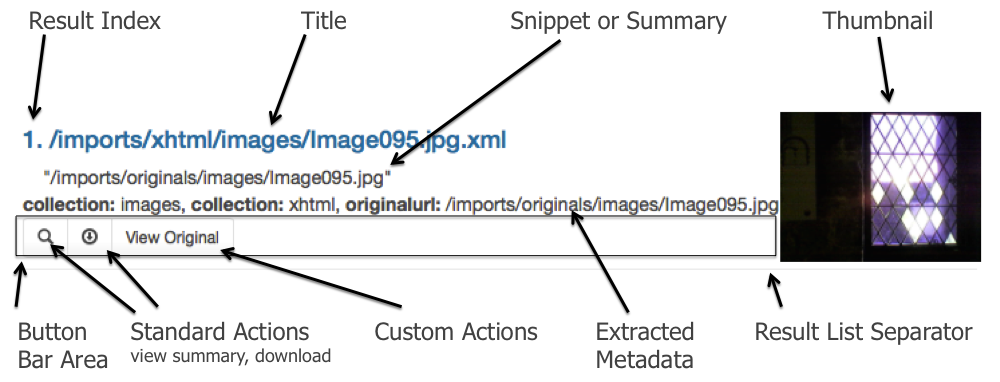 Result Index Title Snippet or Summary Thumbnail
1. /imports/xhtml/images/Image095.jpg.xml
"/imports/originals/images/Image095.jpg"
collection: images, collection: xhtml, originalurl: /imports/originals/images/Image095.jpg
View Original
Button
Bar Area
Standard Actions
view summary, download
Custom Actions
Extracted
Metadata
Result List Separator